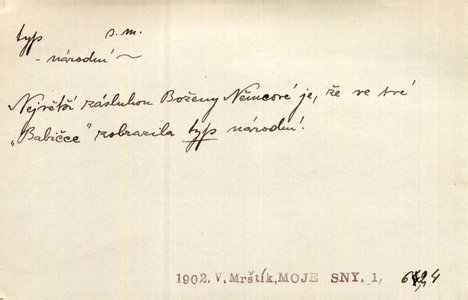 typ s. m.
- národní ~
Největší zásluhou Boženy Němcové je, že ve své
„Babičce" zobrazila typ národní!
1902, V, Mrštík, MOJE SNY. 1,